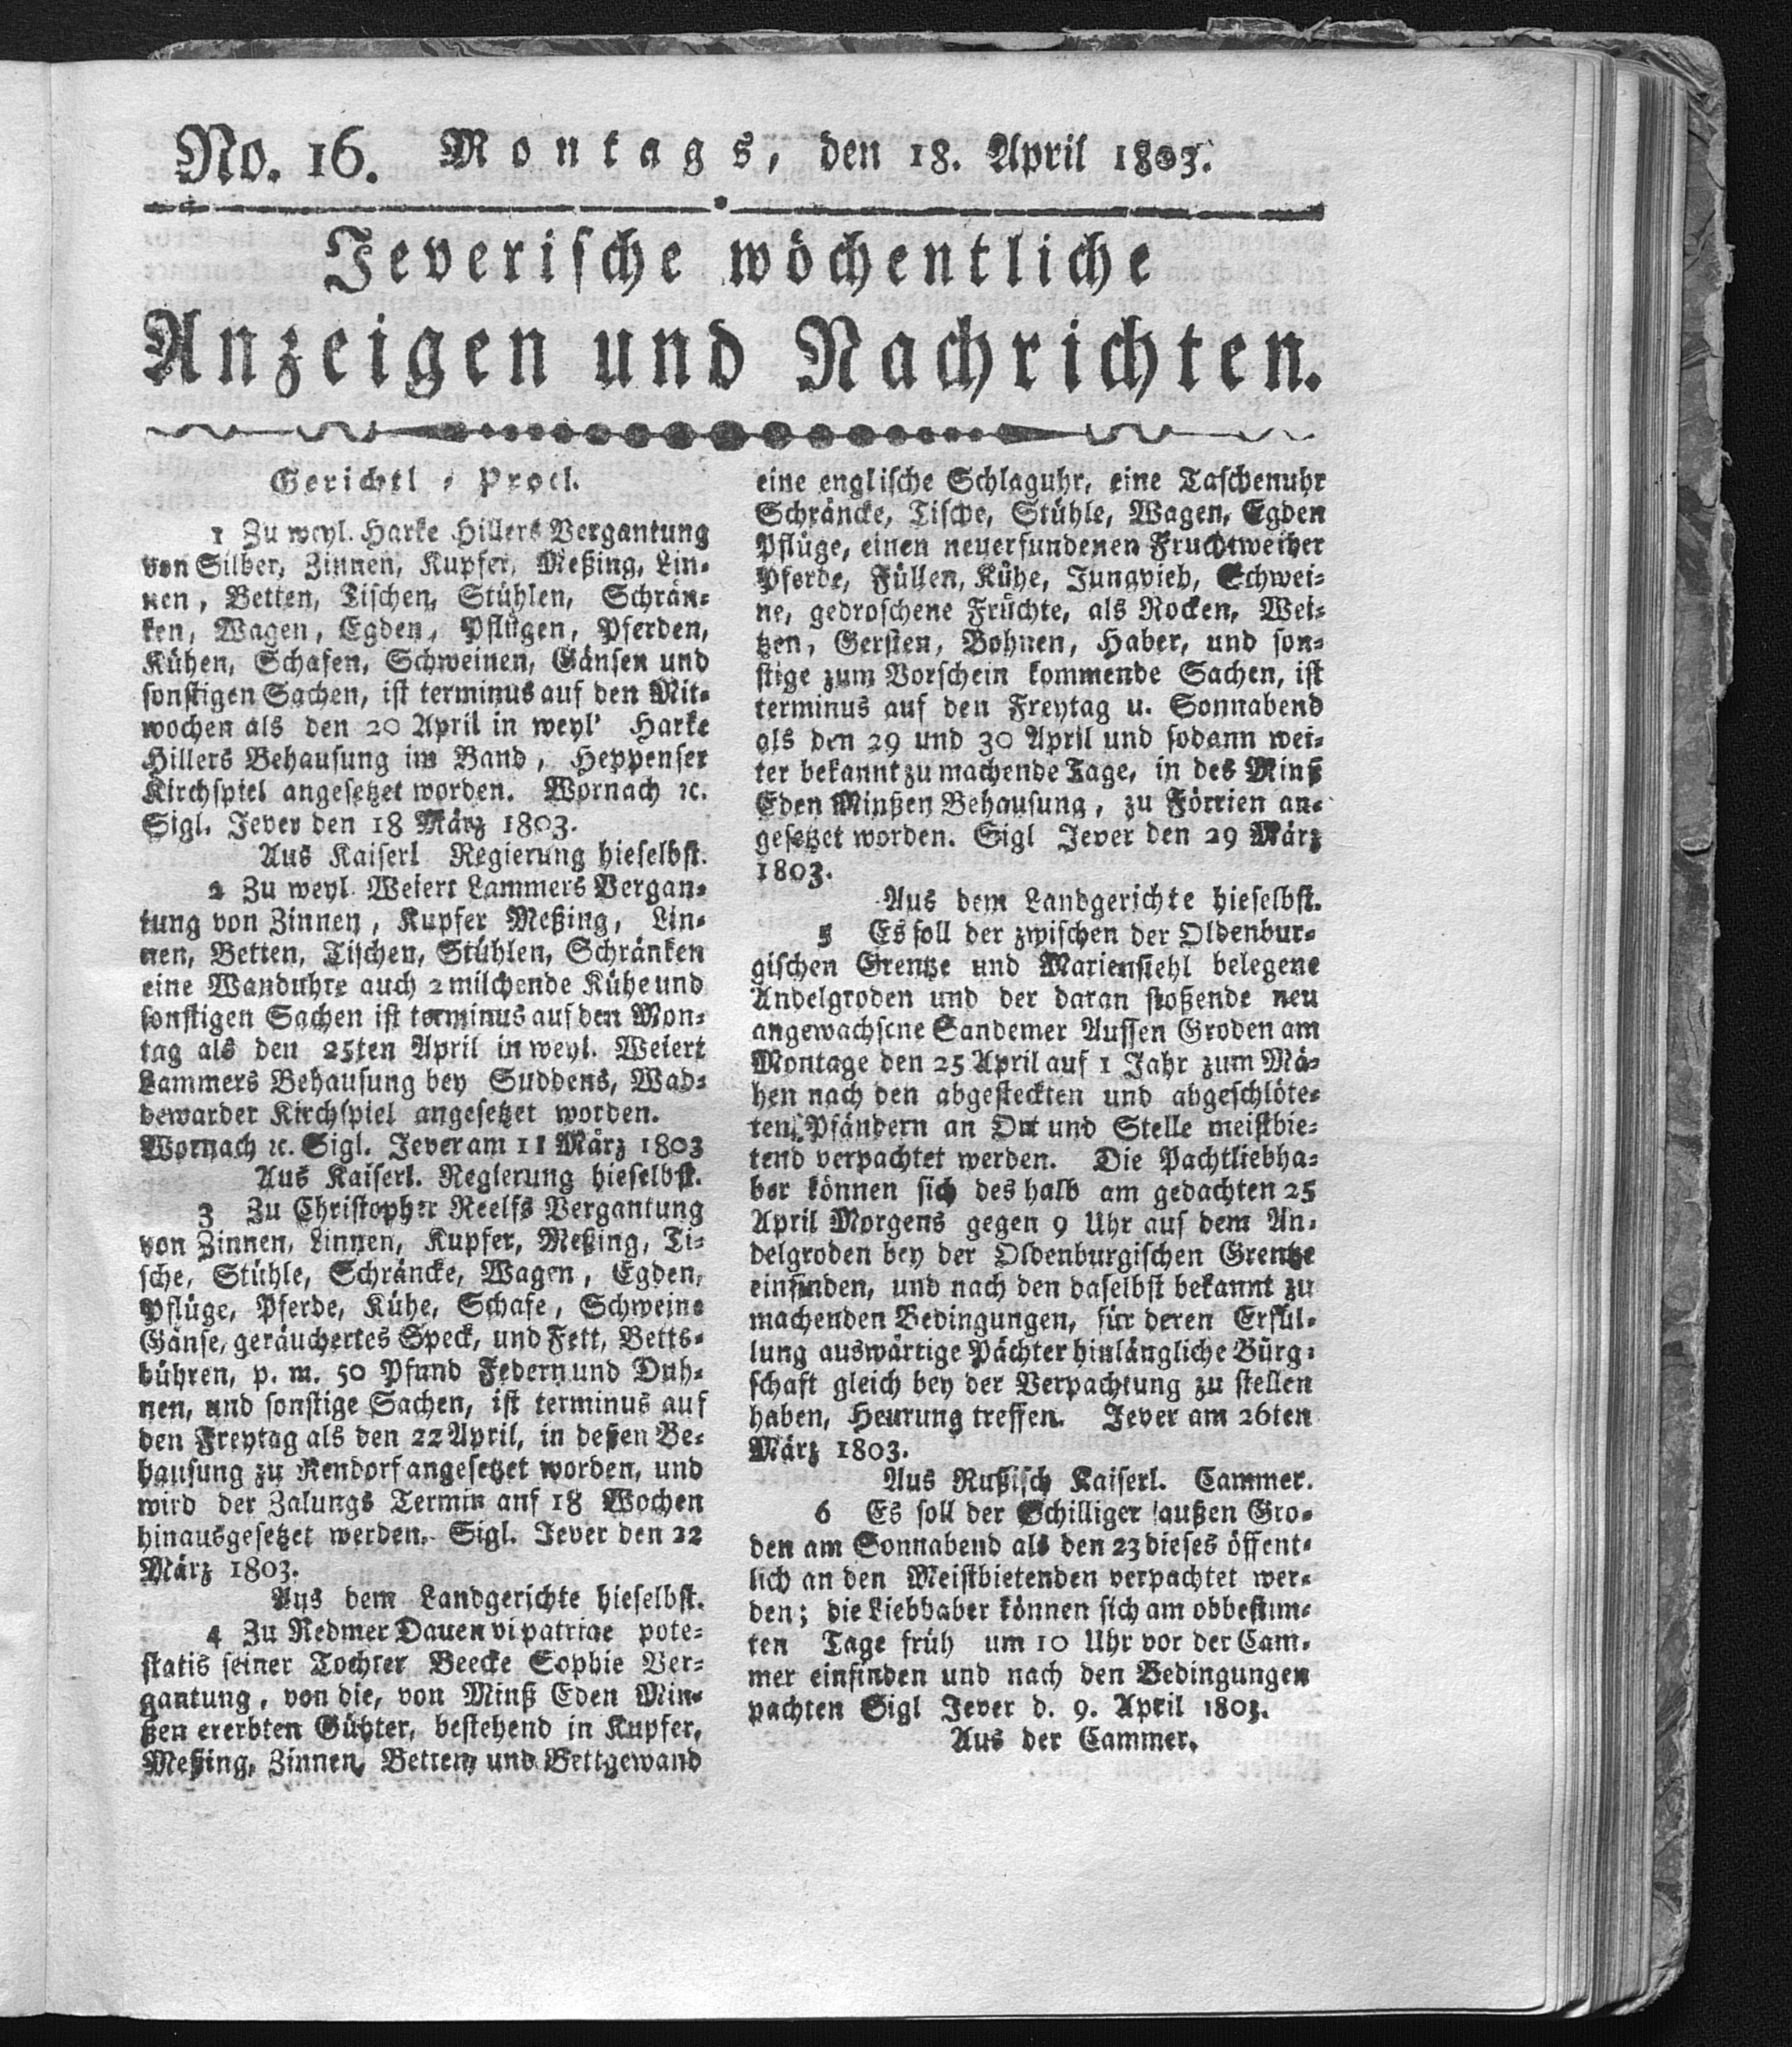 No. 16. Montags, den 18. April 1803.
Jeverische wöchentliche
Anzeigen und Nachrichten.
Gerichtl. Procl.
1 Zu weyl. Harke Hillers Vergantung
von Silber, Zinnen, Kupfer, Meßing, Lin-
nen, Betten, Tischen, Stühlen, Schrän-
ken, Wagen, Egden, Pflügen, Pferden,
Kühen, Schafen, Schweinen, Gänsen und
sonstigen Sachen, ist terminus auf den Mit-
wochen als den 20 April in weyl' Harke
Hillers Behausung im Band, Heppenser
Kirchspiel angesetzet worden. Wornach ꝛc.
Sigl. Jever den 18 März 1803.
Aus Kaiserl Regierung hieselbst.
2 Zu weyl. Weiert Lammers Vergan-
tung von Zinnen, Kupfer Meßing, Lin-
nen, Betten, Tischen, Stühlen, Schränken
eine Wanduhre auch 2 milchende Kühe und
sonstigen Sachen ist terminus auf den Mon-
tag als den 25ten April in weyl. Weiert
Lammers Behausung bey Suddens, Wad-
dewarder Kirchspiel angesetzet worden.
Wornach ꝛc. Sigl. Jever am 11 März 1803
Aus Kaiserl. Regierung hieselbst.
3 Zu Christopher Reelfs Vergantung
von Zinnen, Linnen, Kupfer, Meßing, Ti-
sche, Stühle, Schräncke, Wagen, Egden,
Pflüge, Pferde, Kühe, Schafe, Schweine
Gänse, geräuchertes Speck, und Fett, Betts-
bühren, p. m. 50 Pfund Federn und Duh-
nen, und sonstige Sachen, ist terminus auf
den Freytag als den 22 April, in deßen Be-
hausung zu Rendorf angesetzet worden, und
wird der Zalungs Termin auf 18 Wochen
hinausgesetzet werden. Sigl. Jever den 22
März 1803.
Aus dem Landgerichte hieselbst.
4 Zu Redmer Dauen vi patriae pote-
statis seiner Tochter Beecke Sophie Ver-
gantung, von die, von Minß Eden Min-
ßen ererbten Gühter, bestehend in Kupfer,
Meßing, Zinnen, Betten, und Bettgewand
eine englische Schlaguhr, eine Taschenuhr
Schräncke, Tische, Stühle, Wagen, Egden
Pflüge, einen neuerfundenen Fruchtweiher
Pferde, Füllen, Kühe, Jungvieh, Schwei-
ne, gedroschene Früchte, als Rocken, Wei-
tzen, Gersten, Bohnen, Haber, und son-
stige zum Vorschein kommende Sachen, ist
terminus auf den Freytag u. Sonnabend
als den 29 und 30 April und sodann wei-
ter bekannt zu machende Tage, in des Minß
Eden Minßen Behausung, zu Förrien an-
gesetzet worden. Sigl Jever den 29 März
1803.
Aus dem Landgerichte hieselbst.
5 Es soll der zwischen der Oldenbur-
gischen Grentze und Mariensiehl belegene
Andelgroden und der daran stoßende neu
angewachsene Sandemer Aussen Groden am
Montage den 25 April auf 1 Jahr zum Mä-
hen nach den abgesteckten und abgeschlöte-
ten Pfändern an Ort und Stelle meistbie-
tend verpachtet werden. Die Pachtliebha-
ber können sich des halb am gedachten 25
April Morgens gegen 9 Uhr auf dem An-
delgroden bey der Oldenburgischen Grentze
einfinden, und nach den daselbst bekannt zu
machenden Bedingungen, für deren Erfül-
lung auswärtige Pächter hinlängliche Bürg-
schaft gleich bey der Verpachtung zu stellen
haben, Heurung treffen. Jever am 26ten
März 1803.
Aus Rußisch Kaiserl. Cammer.
6 Es soll der Schilliger außen Gro-
den am Sonnabend als den 23 dieses öffent-
lich an den Meistbietenden verpachtet wer-
den; die Liebhaber können sich am obbestim-
ten Tage früh um 10 Uhr vor der Cam-
mer einfinden und nach den Bedingungen
pachten Sigl Jever d. 9. April 1803.
Aus der Cammer.